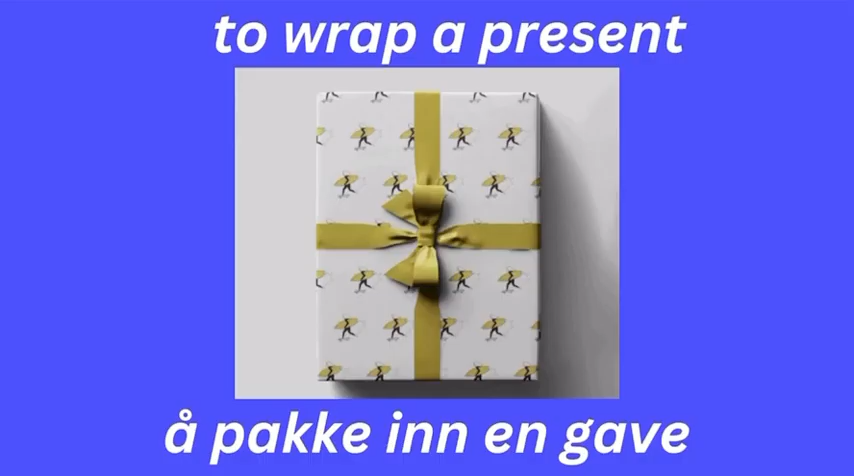 to wrap a present
å pakke inn en gave